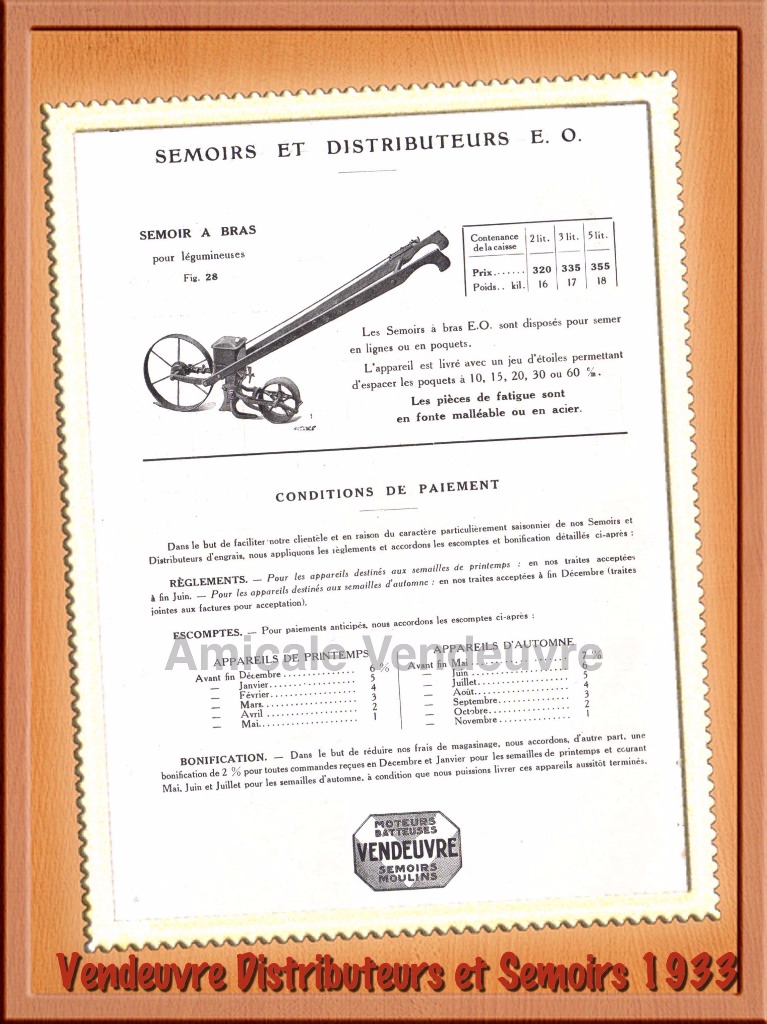 SEMOIRS ET DISTRIBUTEURS E. O.
SEMOIR A BRAS
pour légumineuses
Fig. 28
Contenance de la caisse 2 lit. 3 lit. 5 lit.
Prix...... 320 335 355
Poids.. kil. 16 17 18
Les Semoirs à bras E.O. sont disposés pour semer
en lignes ou en poquets.
L'appareil est livré avec un jeu d'étoiles permettant
d'espacer les poquets à 10, 15, 20, 30 ou 60 c/m.
Les pièces de fatigue sont
en fonte malléable ou en acier.
CONDITIONS DE PAIEMENT
Dans le but de faciliter notre clientèle et en raison du caractère particulièrement saisonnier de nos Semoirs et
Distributeurs d'engrais, nous appliquons les règlements et accordons les escomptes et bonification détaillés ci-après :
RÈGLEMENTS. — Pour les appareils destinés aux semailles de printemps : en nos traites acceptées
à fin Juin. — Pour les appareils destinés aux semailles d'automne : en nos traites acceptées à fin Décembre (traites
jointes aux factures pour acceptation).
ESCOMPTES. — Pour paiements anticipés, nous accordons les escomptes ci-après :
Amicale Vendeuvre
APPAREILS DE PRINTEMPS
Avant fin Décembre 6 %
— Janvier 5
— Février 4
— Mars 3
— Avril 2
— Mai 1
APPAREILS D'AUTOMNE
Avant fin Mai 7 %
— Juin 6
— Juillet 5
— Août 4
— Septembre 3
— Octobre 2
— Novembre 1
BONIFICATION. — Dans le but de réduire nos frais de magasinage, nous accordons, d'autre part, une
bonification de 2 % pour toutes commandes reçues en Décembre et Janvier pour les semailles de printemps et courant
Mai, Juin et Juillet pour les semailles d'automne, à condition que nous puissions livrer ces appareils aussitôt terminés.
MOTEURS
BATTEUSES
VENDEUVRE
SEMOIRS
MOULINS
Vendeuvre Distributeurs et Semoirs 1933